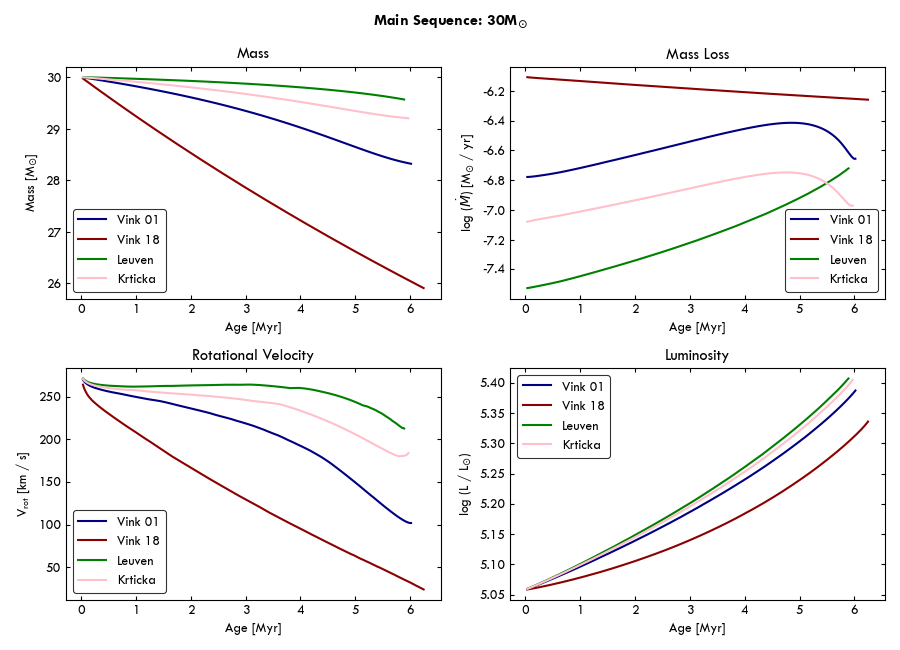 Main Sequence: 30M⊙
Mass
Mass Loss
30
29
28
27
26
Mass [M⊙]
Vink 01
Vink 18
Leuven
Krticka
0 1 2 3 4 5 6
Age [Myr]
-6.2
-6.4
-6.6
-6.8
-7.0
-7.2
-7.4
log (Ṁ) [M⊙ / yr]
Vink 01
Vink 18
Leuven
Krticka
0 1 2 3 4 5 6
Age [Myr]
Rotational Velocity
Luminosity
250
200
150
100
50
Vrot [km / s]
Vink 01
Vink 18
Leuven
Krticka
0 1 2 3 4 5 6
Age [Myr]
5.40
5.35
5.30
5.25
5.20
5.15
5.10
5.05
log (L / L⊙)
Vink 01
Vink 18
Leuven
Krticka
0 1 2 3 4 5 6
Age [Myr]